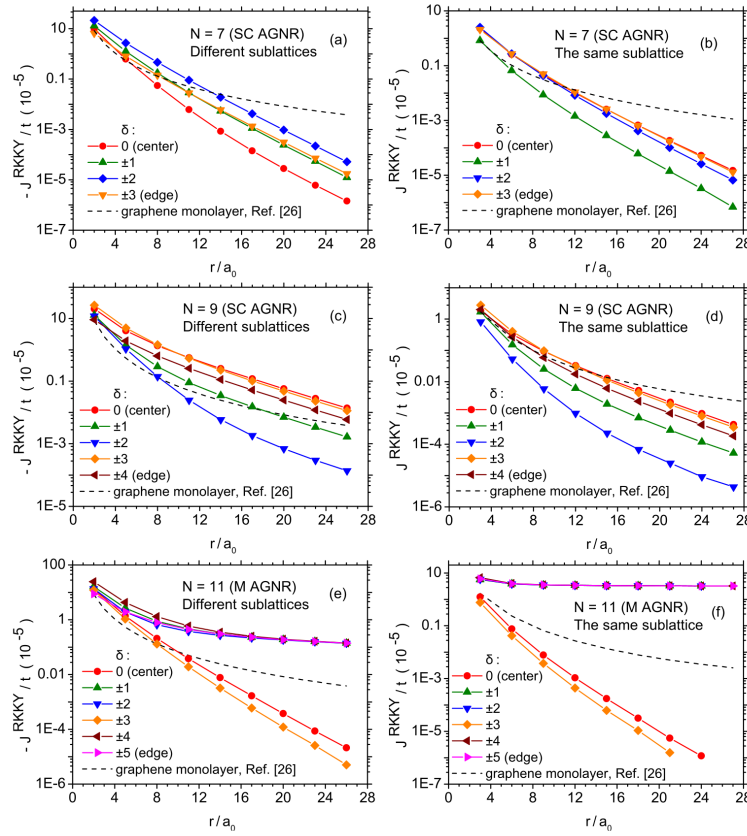 N = 7 (SC AGNR)
Different sublattices
(a)
10
0.1
1E-3
1E-5
1E-7
- J RKKY / t ( 10 -5 )
δ :
0 (center)
±1
±2
±3 (edge)
graphene monolayer, Ref. [26]
0 4 8 12 16 20 24 28
r / a0
N = 7 (SC AGNR)
The same sublattice
(b)
10
0.1
1E-3
1E-5
1E-7
J RKKY / t ( 10 -5 )
δ :
0 (center)
±1
±2
±3 (edge)
graphene monolayer, Ref. [26]
0 4 8 12 16 20 24 28
r / a0
N = 9 (SC AGNR)
Different sublattices
(c)
10
0.1
1E-3
1E-5
- J RKKY / t ( 10 -5 )
δ :
0 (center)
±1
±2
±3
±4 (edge)
graphene monolayer, Ref. [26]
0 4 8 12 16 20 24 28
r / a0
N = 9 (SC AGNR)
The same sublattice
(d)
1
0.01
1E-4
1E-6
J RKKY / t ( 10 -5 )
δ :
0 (center)
±1
±2
±3
±4 (edge)
graphene monolayer, Ref. [26]
0 4 8 12 16 20 24 28
r / a0
N = 11 (M AGNR)
Different sublattices
(e)
100
1
0.01
1E-4
1E-6
- J RKKY / t ( 10 -5 )
δ :
0 (center)
±1
±2
±3
±4
±5 (edge)
graphene monolayer, Ref. [26]
0 4 8 12 16 20 24 28
r / a0
N = 11 (M AGNR)
The same sublattice
(f)
10
0.1
1E-3
1E-5
1E-7
J RKKY / t ( 10 -5 )
δ :
0 (center)
±1
±2
±3
±4
±5 (edge)
graphene monolayer, Ref. [26]
0 4 8 12 16 20 24 28
r / a0